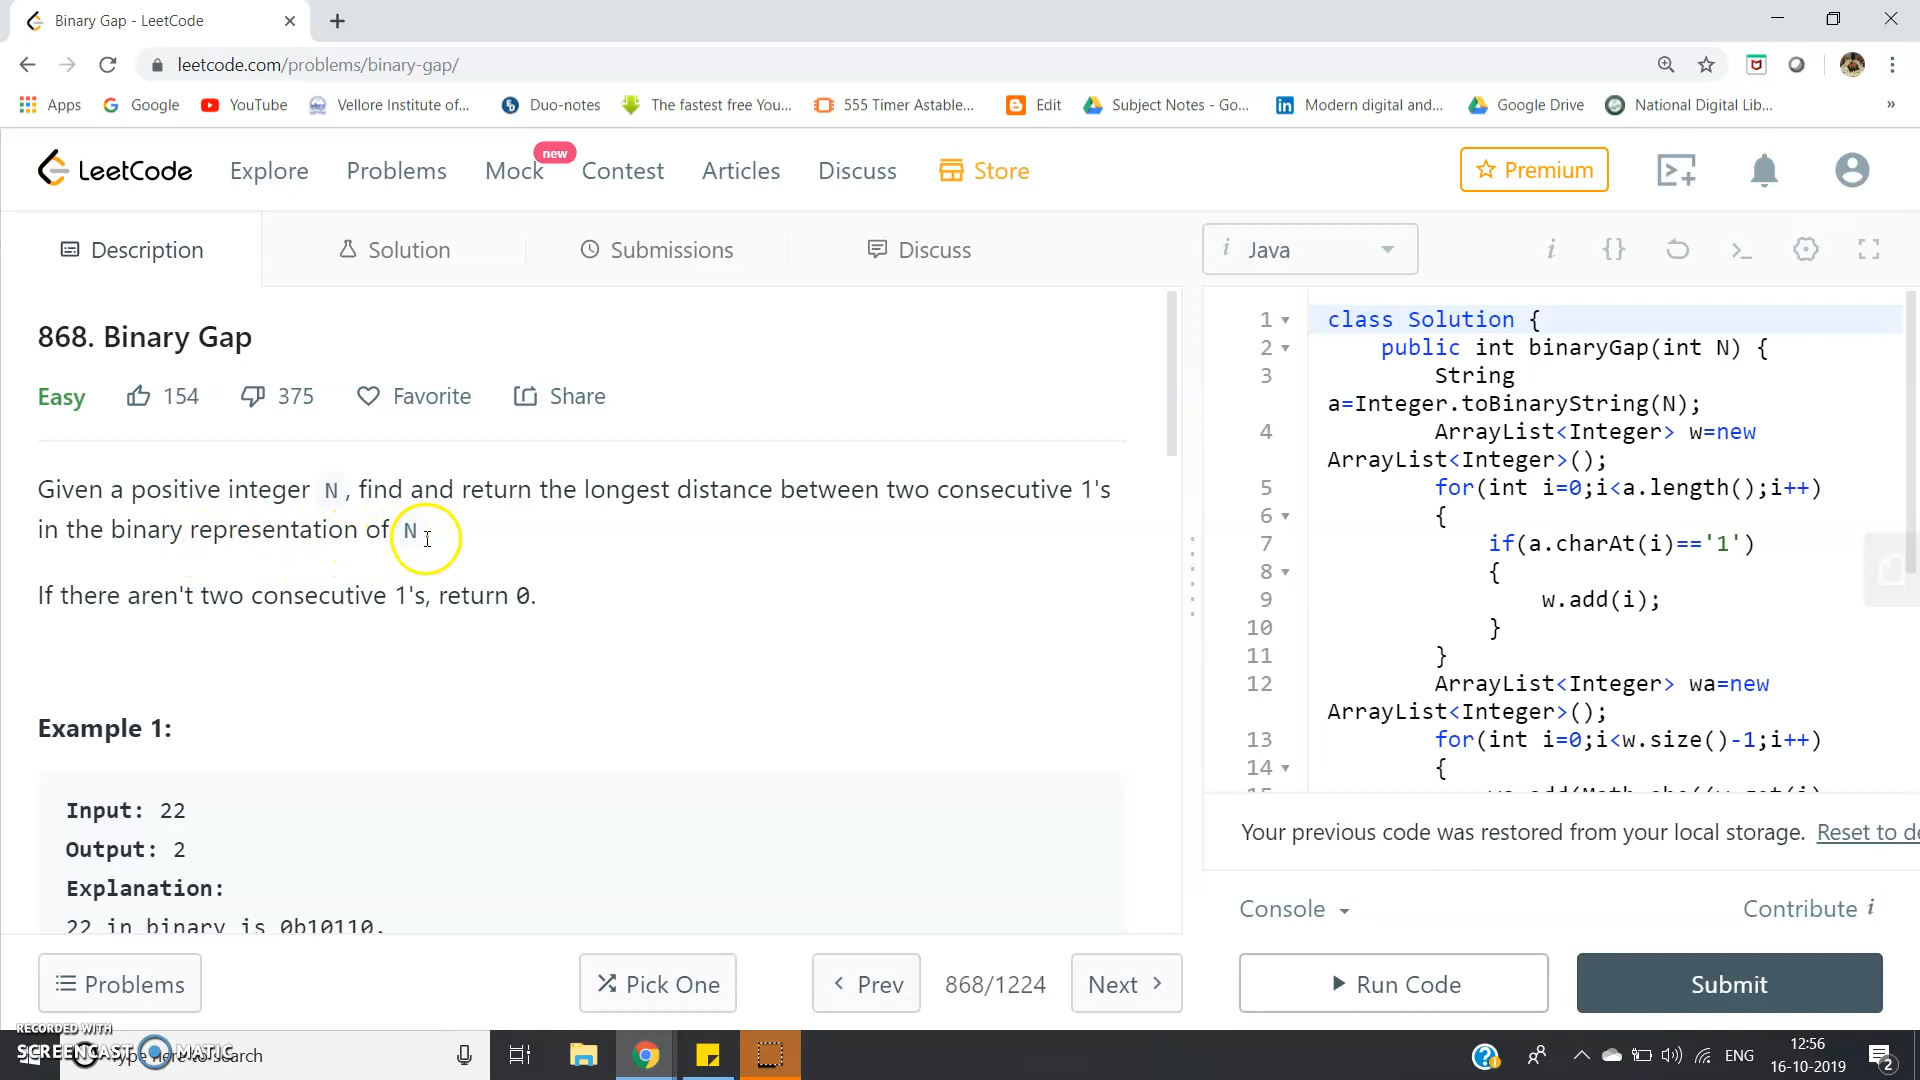 Binary Gap - LeetCode
leetcode.com/problems/binary-gap/
Apps Google YouTube Vellore Institute of... Duo-notes The fastest free You... 555 Timer Astable... Edit Subject Notes - Go... Modern digital and... Google Drive National Digital Lib... »
LeetCode Explore Problems Mock new Contest Articles Discuss Store Premium
Description Solution Submissions Discuss
i Java
868. Binary Gap
Easy 154 375 Favorite Share
Given a positive integer N, find and return the longest distance between two consecutive 1's
in the binary representation of N
If there aren't two consecutive 1's, return 0.
Example 1:
Input: 22
Output: 2
Explanation:
22 in binary is 0b10110.
1 class Solution {
2 public int binaryGap(int N) {
3 String
a=Integer.toBinaryString(N);
4 ArrayList<Integer> w=new
ArrayList<Integer>();
5 for(int i=0;i<a.length();i++)
6 {
7 if(a.charAt(i)=='1')
8 {
9 w.add(i);
10 }
11 }
12 ArrayList<Integer> wa=new
ArrayList<Integer>();
13 for(int i=0;i<w.size()-1;i++)
14 {
Your previous code was restored from your local storage. Reset to de
Console Contribute i
Problems Pick One Prev 868/1224 Next Run Code Submit
RECORDED WITH
SCREENCAST MATIC
Type here to search
ENG
12:56
16-10-2019
2